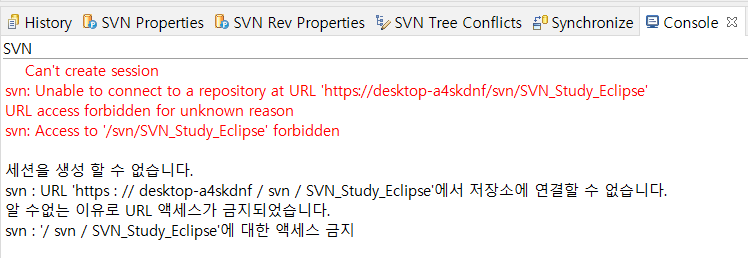 History SVN Properties SVN Rev Properties SVN Tree Conflicts Synchronize Console
SVN
Can't create session
svn: Unable to connect to a repository at URL 'https://desktop-a4skdnf/svn/SVN_Study_Eclipse'
URL access forbidden for unknown reason
svn: Access to '/svn/SVN_Study_Eclipse' forbidden
세션을 생성 할 수 없습니다.
svn : URL 'https : // desktop-a4skdnf / svn / SVN_Study_Eclipse'에서 저장소에 연결할 수 없습니다.
알 수없는 이유로 URL 액세스가 금지되었습니다.
svn : '/ svn / SVN_Study_Eclipse'에 대한 액세스 금지